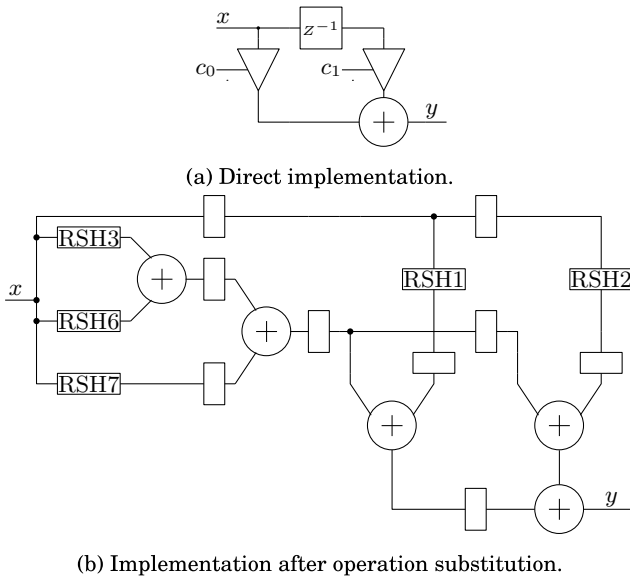 x
z⁻¹
c₀
c₁
+
y
(a) Direct implementation.
RSH3
+
RSH1
RSH2
x
RSH6
+
RSH7
+
+
+
y
(b) Implementation after operation substitution.